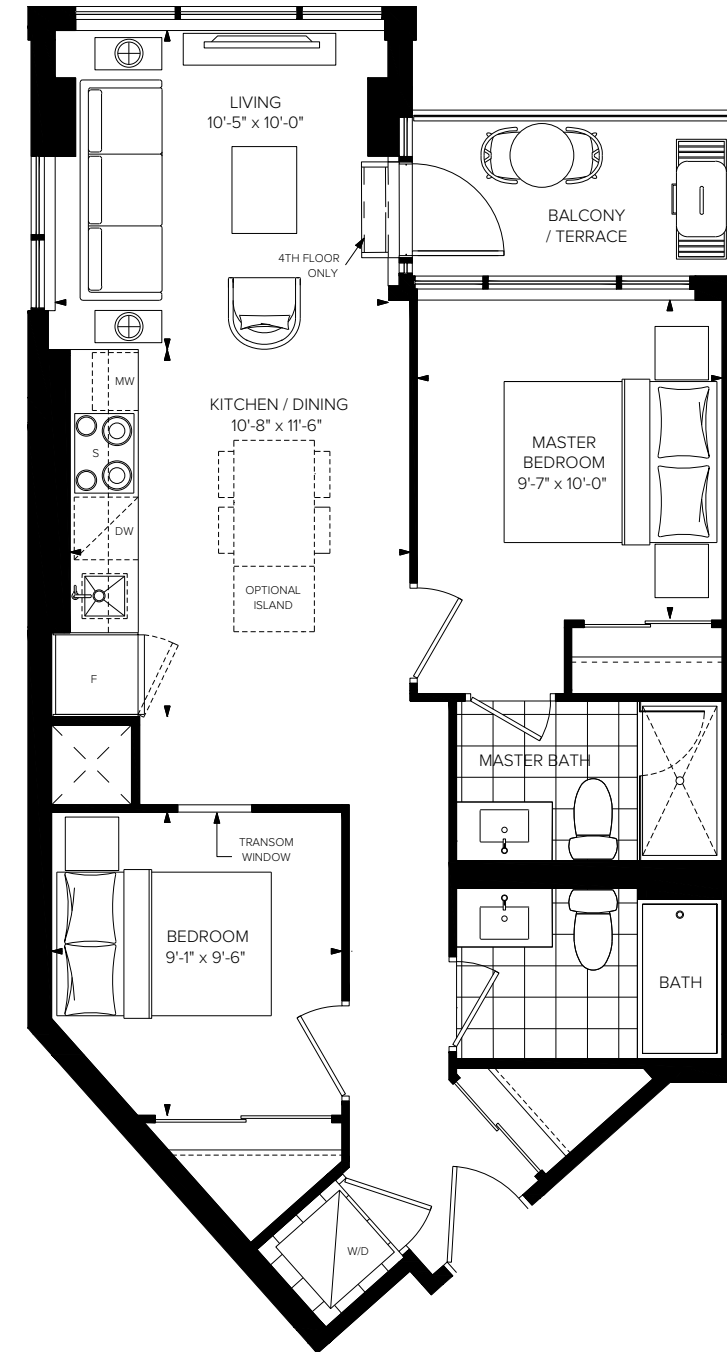 LIVING
10'-5" x 10'-0"
BALCONY
/ TERRACE
4TH FLOOR
ONLY
MW
KITCHEN / DINING
10'-8" x 11'-6"
S
MASTER
BEDROOM
9'-7" x 10'-0"
DW
OPTIONAL
ISLAND
F
MASTER BATH
TRANSOM
WINDOW
BEDROOM
9'-1" x 9'-6"
BATH
W/D